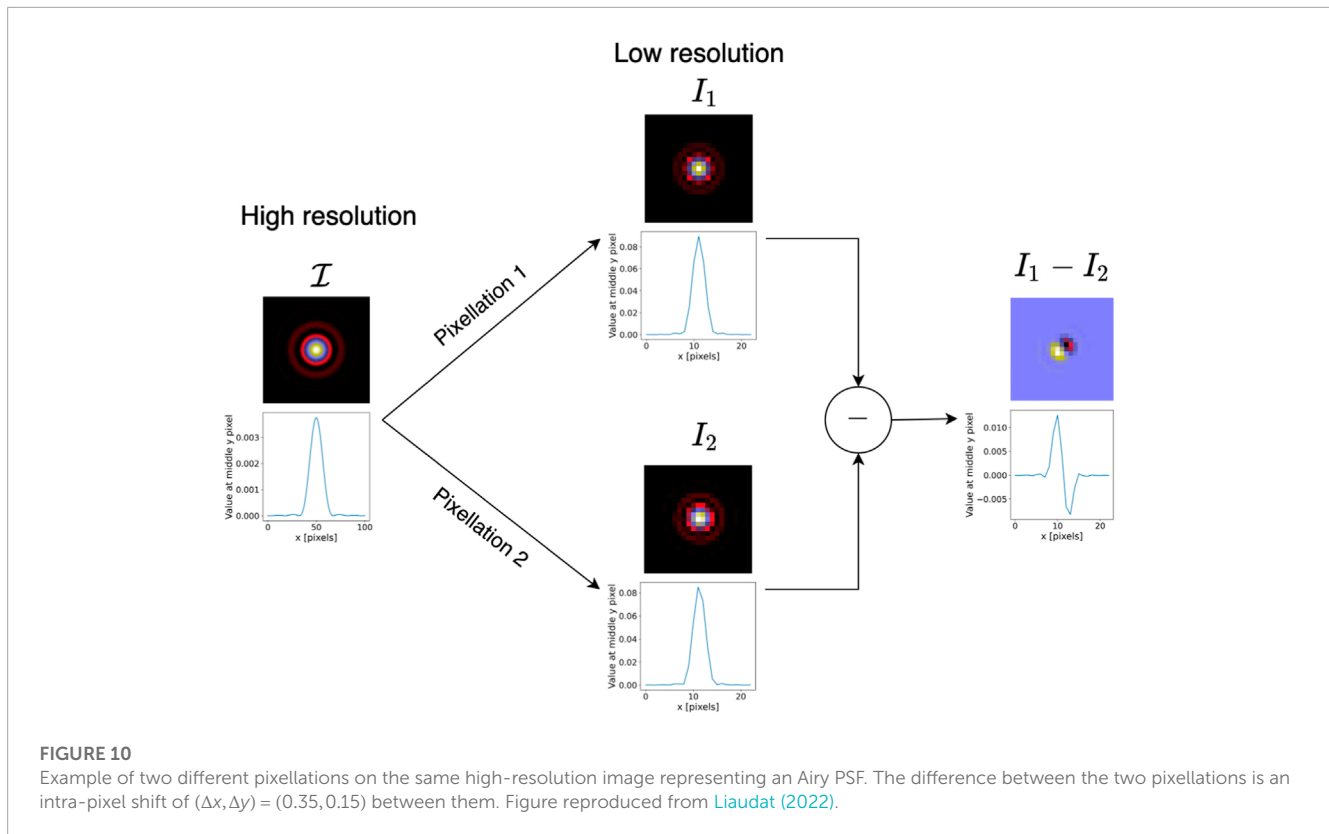 High resolution
𝓘
0.003
0.002
0.001
0.000
Value at middle y pixel
0
50
100
x [pixels]
Pixellation 1
Pixellation 2
Low resolution
I₁
0.08
0.06
0.04
0.02
0.00
Value at middle y pixel
0
10
20
x [pixels]
I₂
0.08
0.06
0.04
0.02
0.00
Value at middle y pixel
0
10
20
x [pixels]
−
I₁ − I₂
0.010
0.005
0.000
−0.005
Value at middle y pixel
0
10
20
x [pixels]
FIGURE 10
Example of two different pixellations on the same high-resolution image representing an Airy PSF. The difference between the two pixellations is an
intra-pixel shift of (Δx, Δy) = (0.35, 0.15) between them. Figure reproduced from Liaudat (2022).